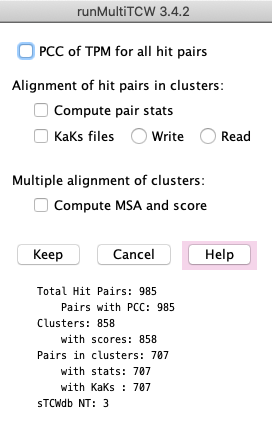 runMultiTCW 3.4.2
PCC of TPM for all hit pairs
Alignment of hit pairs in clusters:
Compute pair stats
KaKs files Write Read
Multiple alignment of clusters:
Compute MSA and score
Keep Cancel Help
Total Hit Pairs: 985
Pairs with PCC: 985
Clusters: 858
with scores: 858
Pairs in clusters: 707
with stats: 707
with KaKs : 707
sTCWdb NT: 3